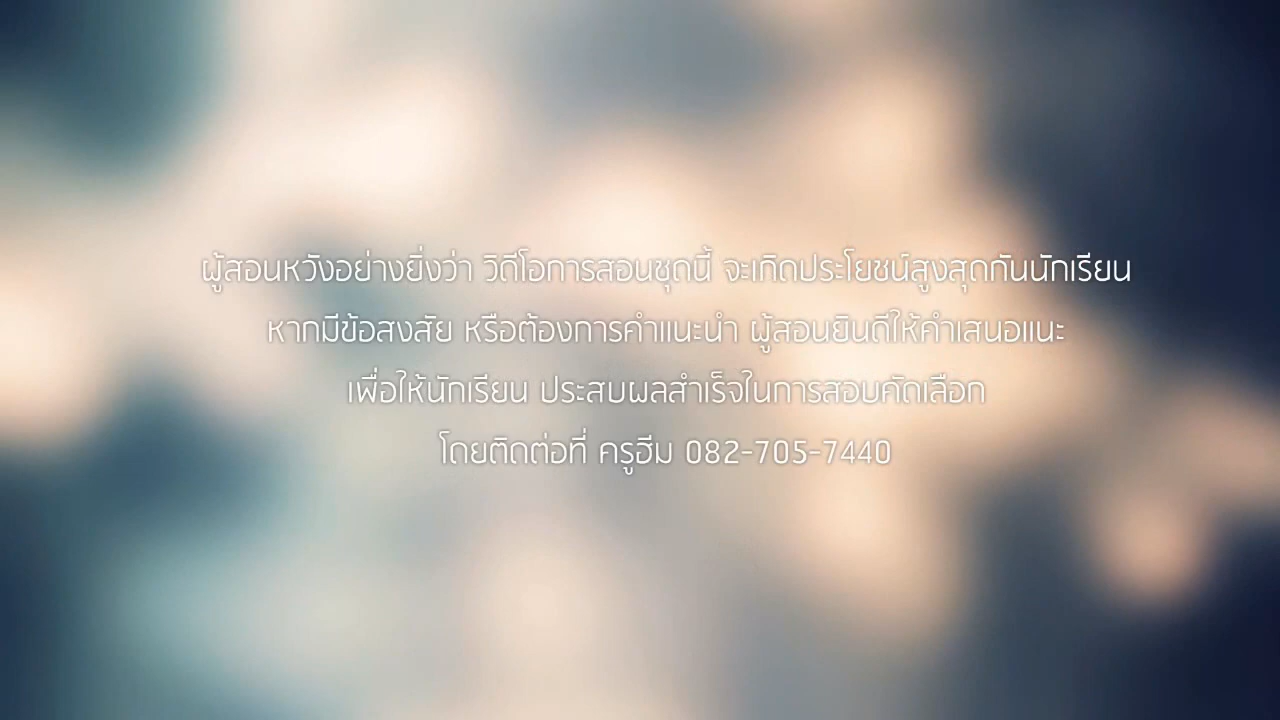 ผู้สอนหวังอย่างยิ่งว่า วิดีโอการสอนชุดนี้ จะเกิดประโยชน์สูงสุดกันนักเรียน
หากมีข้อสงสัย หรือต้องการคำแนะนำ ผู้สอนยินดีให้คำเสนอแนะ
เพื่อให้นักเรียน ประสบผลสำเร็จในการสอบคัดเลือก
โดยติดต่อที่ ครูฮีม 082-705-7440